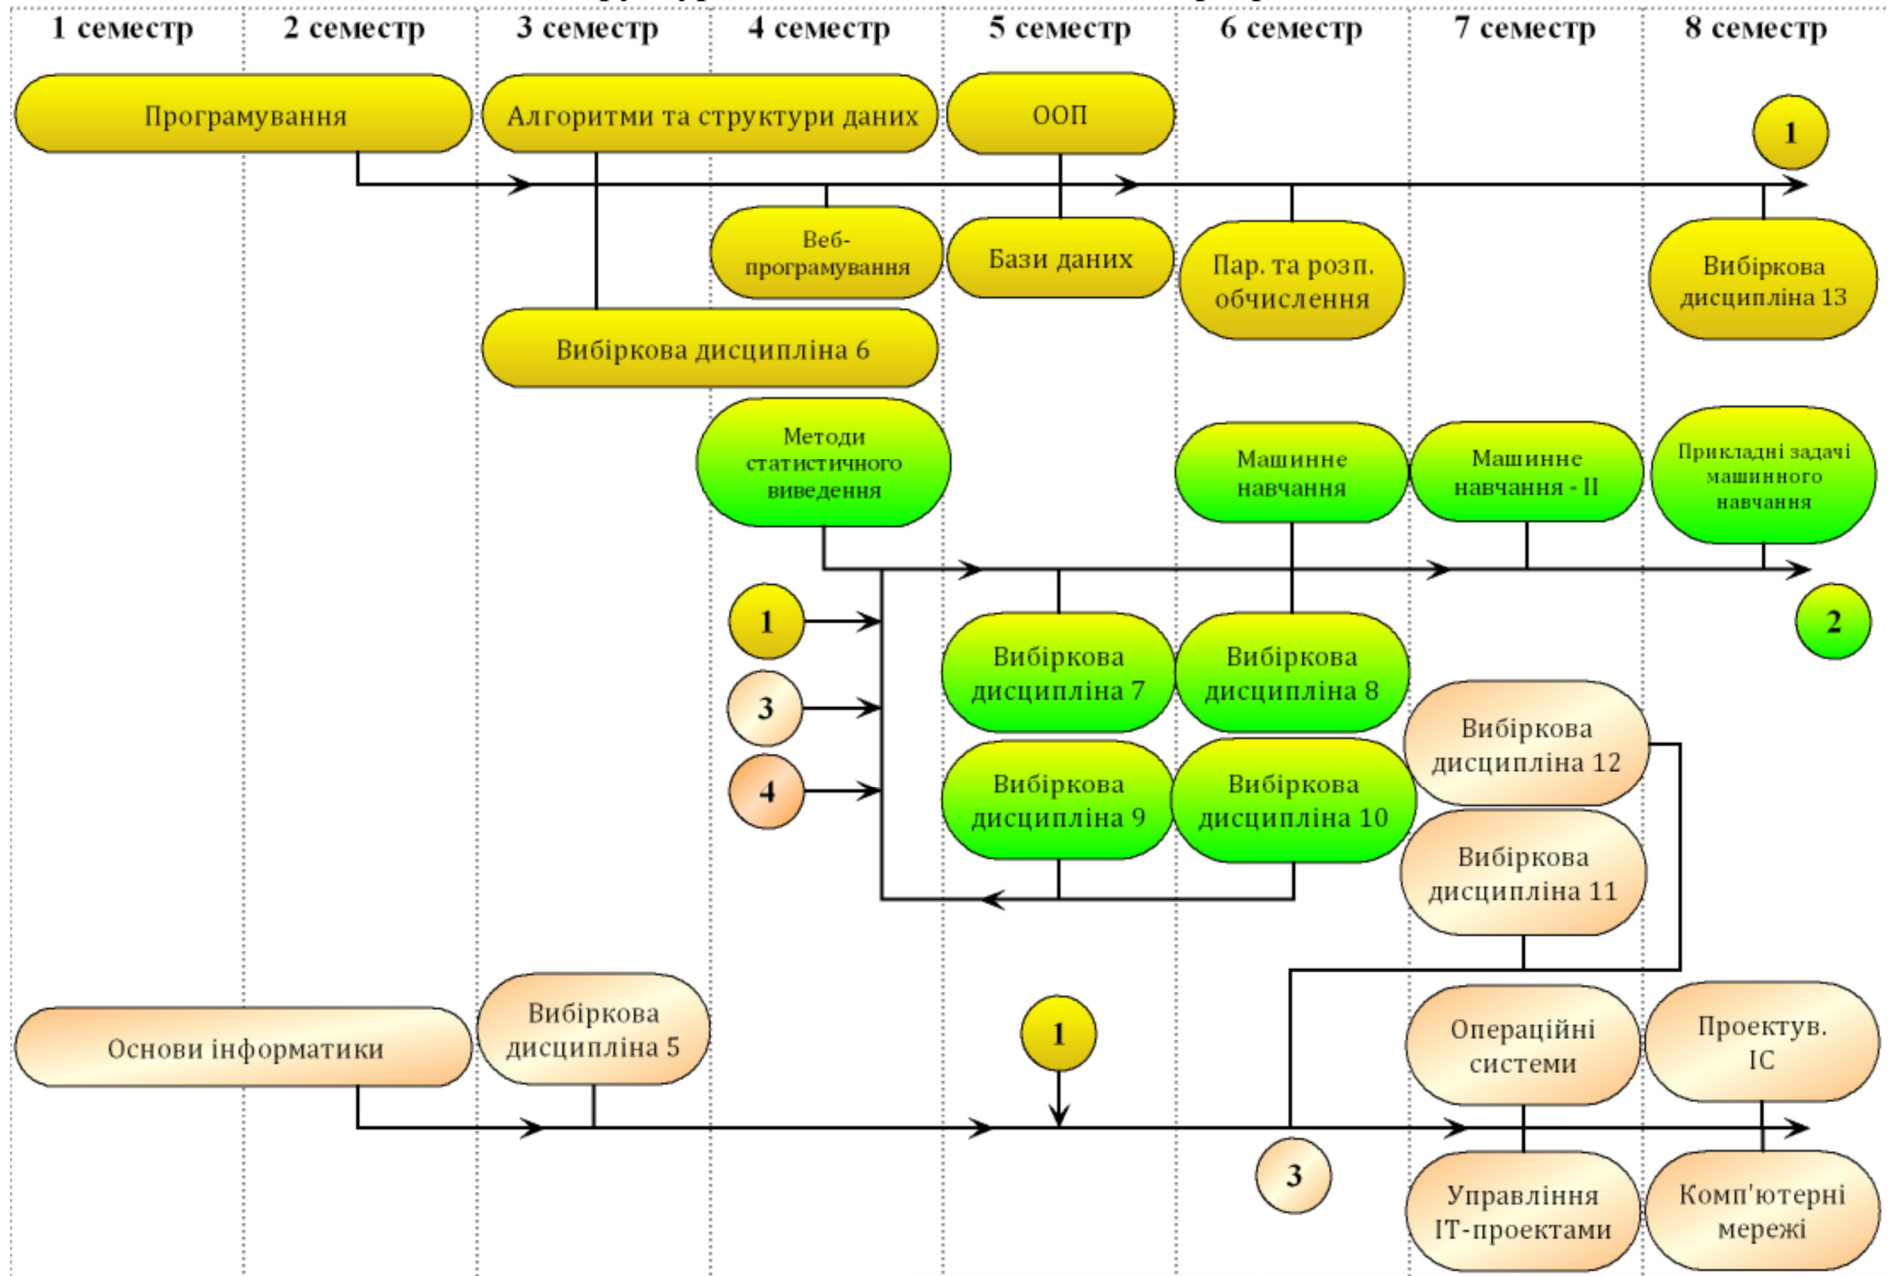 1 семестр
2 семестр
3 семестр
4 семестр
5 семестр
6 семестр
7 семестр
8 семестр
Програмування
Алгоритми та структури даних
ООП
1
Веб-
програмування
Бази даних
Пар. та розп.
обчислення
Вибіркова
дисципліна 13
Вибіркова дисципліна 6
Методи
статистичного
виведення
Машинне
навчання
Машинне
навчання - ІІ
Прикладні задачі
машинного
навчання
1
2
3
4
Вибіркова
дисципліна 7
Вибіркова
дисципліна 8
Вибіркова
дисципліна 9
Вибіркова
дисципліна 10
Вибіркова
дисципліна 12
Вибіркова
дисципліна 11
Основи інформатики
Вибіркова
дисципліна 5
1
Операційні
системи
Проектув.
ІС
3
Управління
ІТ-проектами
Комп'ютерні
мережі